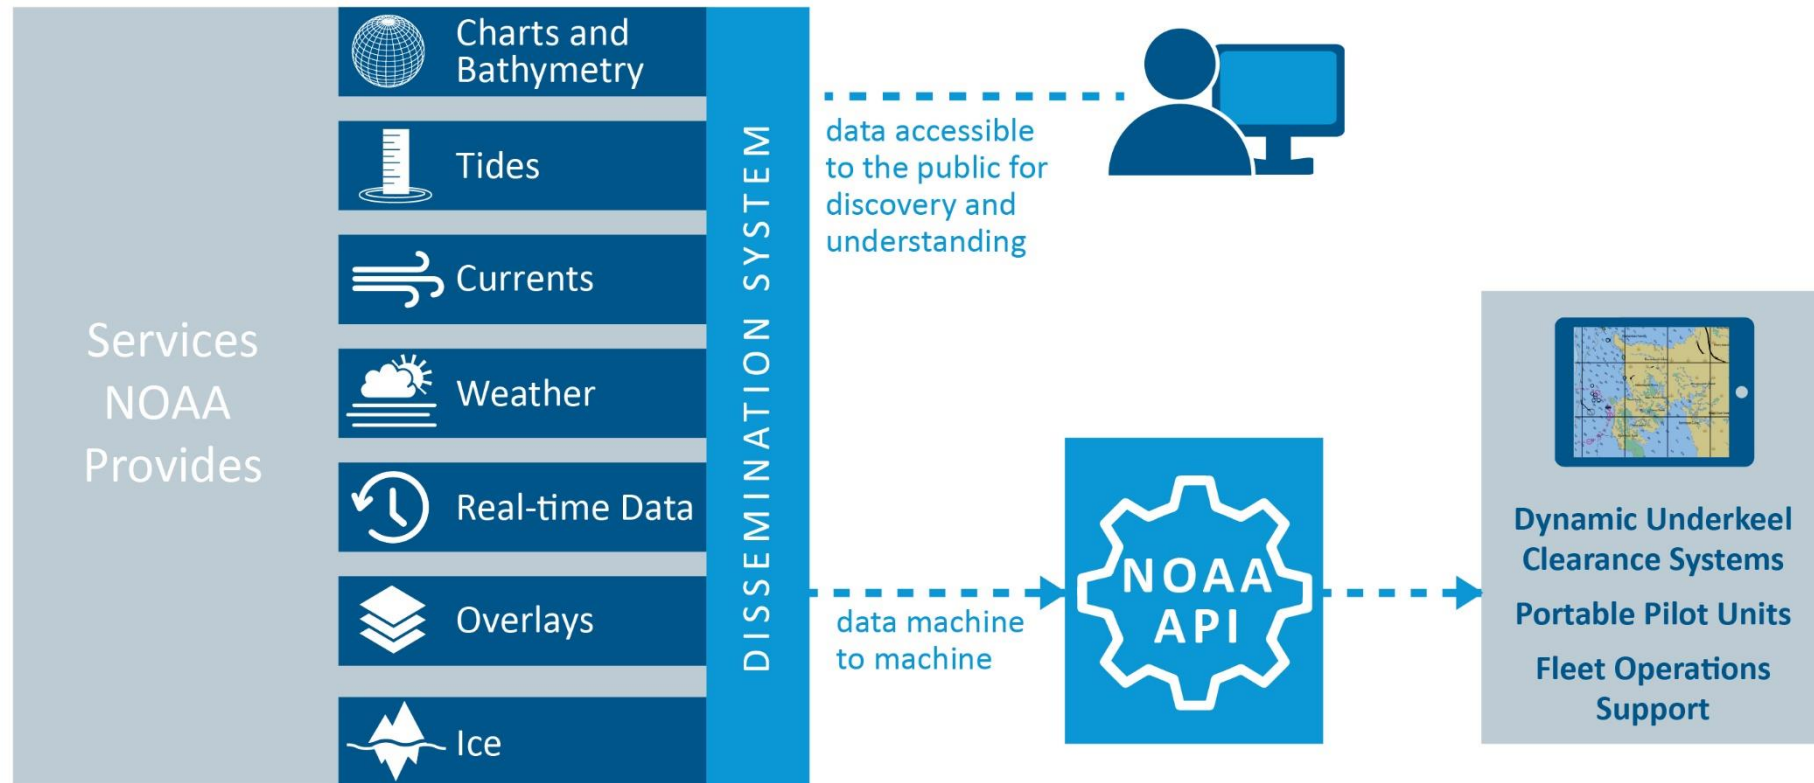 Services
NOAA
Provides
Charts and
Bathymetry
Tides
Currents
Weather
Real-time Data
Overlays
Ice
DISSEMINATION SYSTEM
data accessible
to the public for
discovery and
understanding
data machine
to machine
NOAA
API
Dynamic Underkeel
Clearance Systems
Portable Pilot Units
Fleet Operations
Support